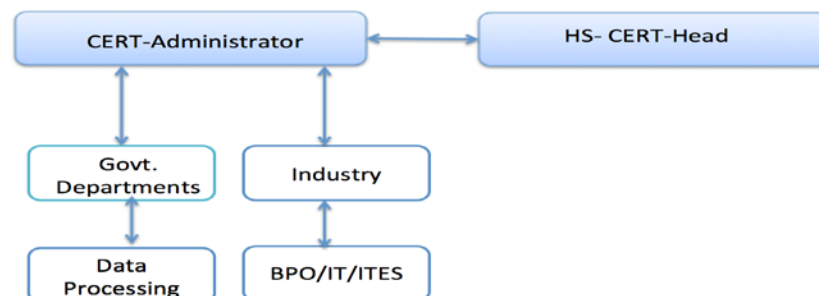 CERT-Administrator
HS- CERT-Head
Govt.
Departments
Industry
Data
Processing
BPO/IT/ITES